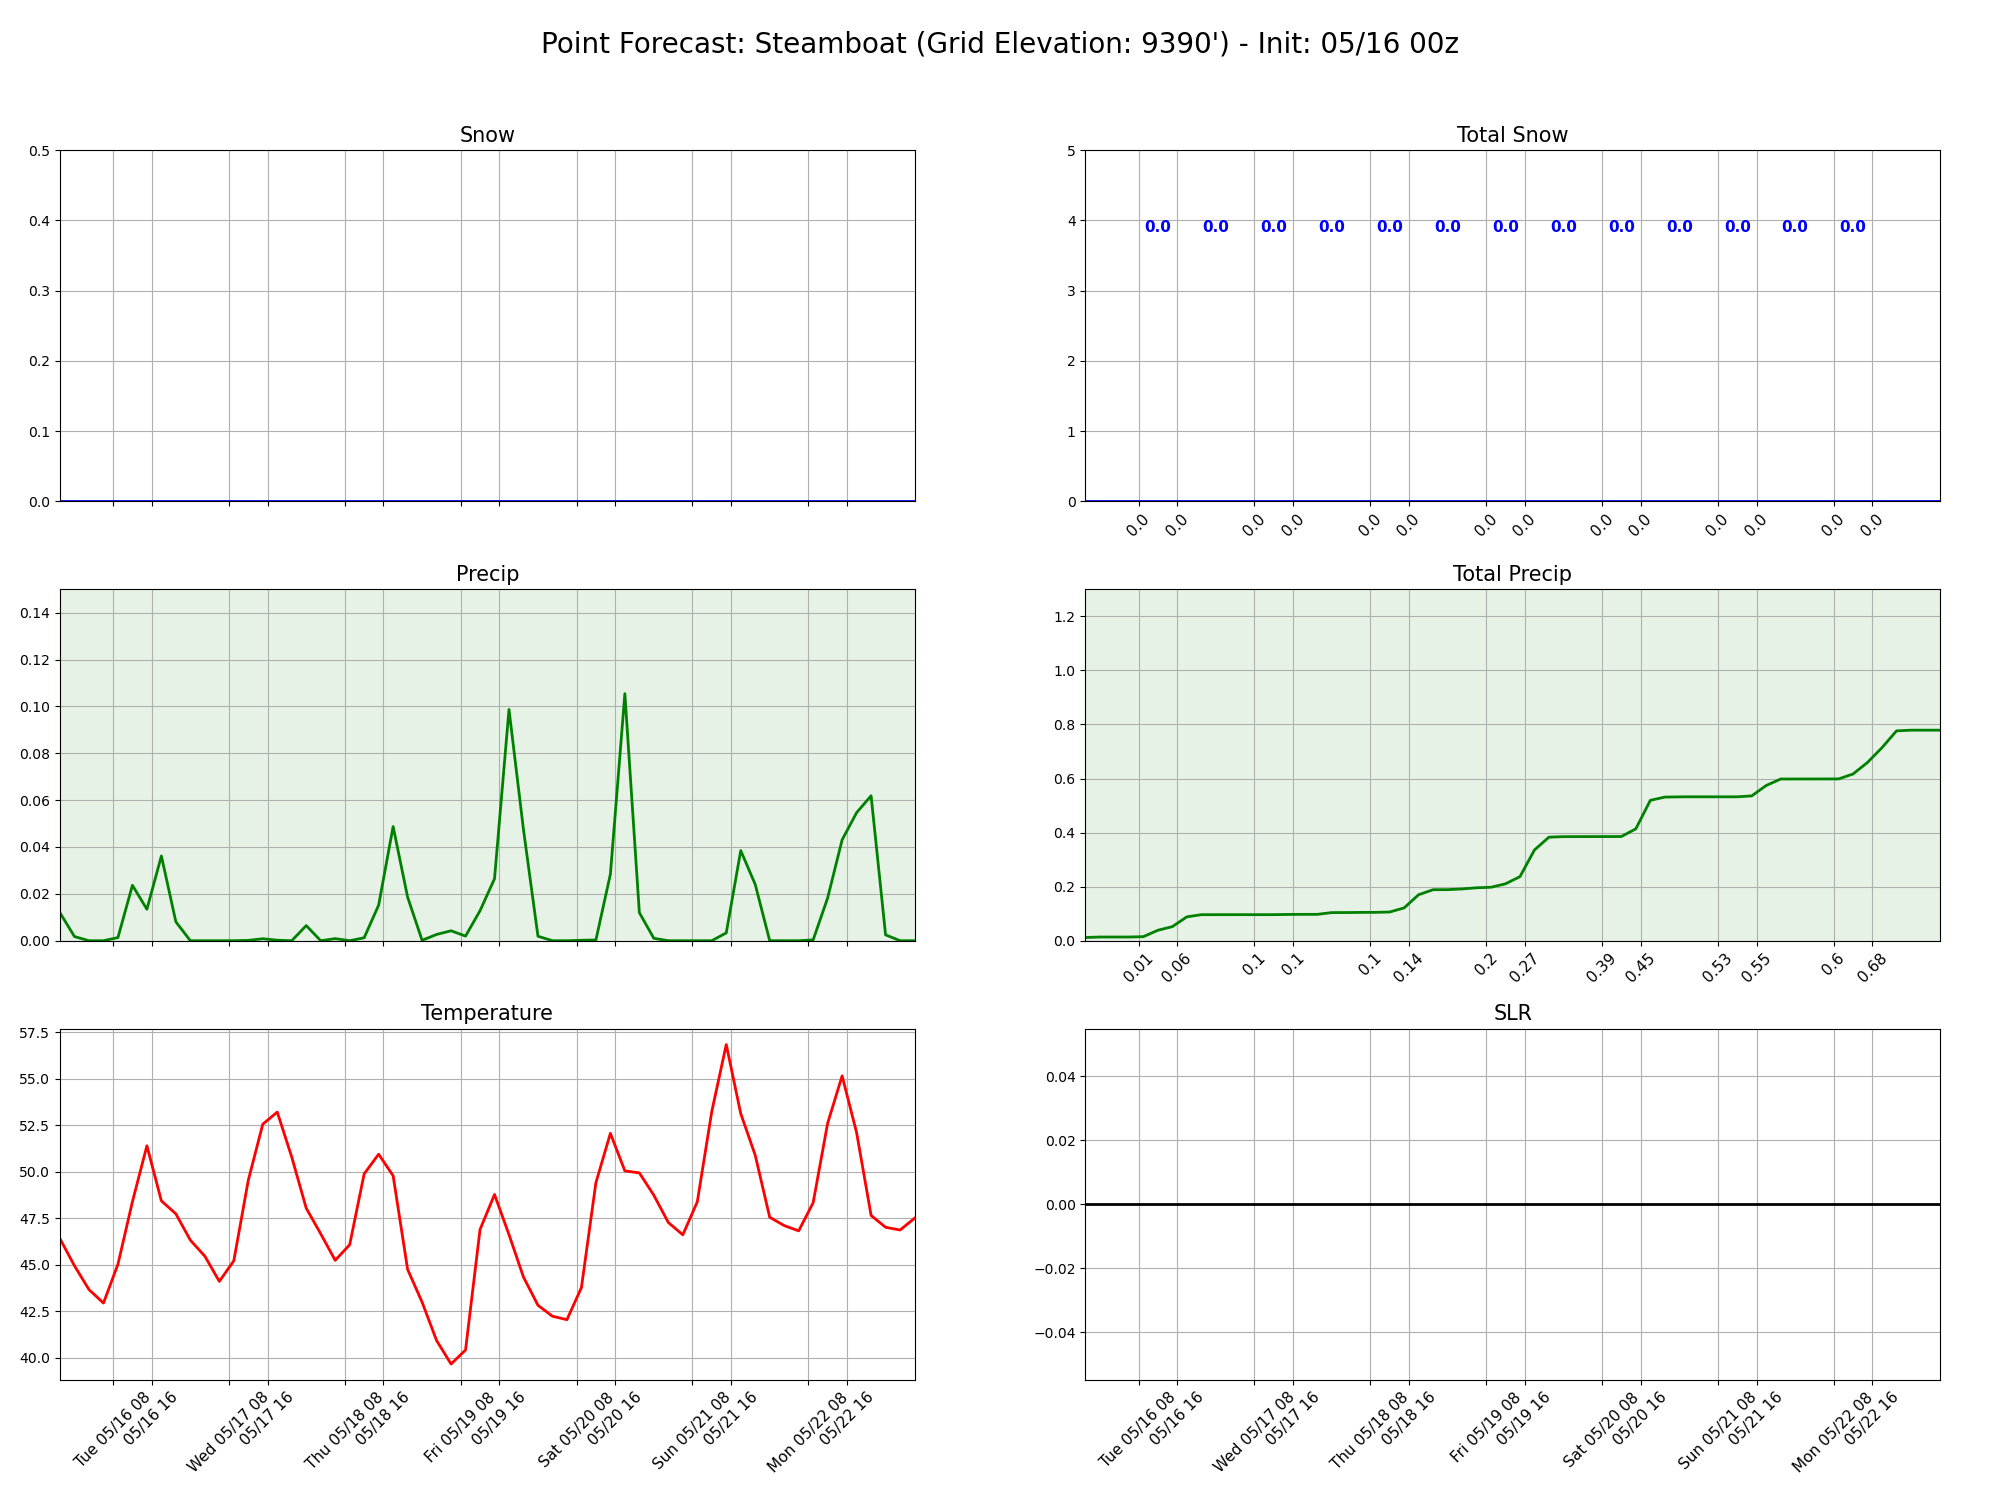 Point Forecast: Steamboat (Grid Elevation: 9390') - Init: 05/16 00z
Snow
0.5
0.4
0.3
0.2
0.1
0.0
Total Snow
5
4
3
2
1
0
0.0 0.0 0.0 0.0 0.0 0.0 0.0 0.0 0.0 0.0 0.0 0.0 0.0
0.0 0.0 0.0 0.0 0.0 0.0 0.0 0.0 0.0 0.0 0.0 0.0 0.0 0.0
Precip
0.14
0.12
0.10
0.08
0.06
0.04
0.02
0.00
Total Precip
1.2
1.0
0.8
0.6
0.4
0.2
0.0
0.01 0.06 0.1 0.1 0.1 0.14 0.2 0.27 0.39 0.45 0.53 0.55 0.6 0.68
Temperature
57.5
55.0
52.5
50.0
47.5
45.0
42.5
40.0
Tue 05/16 08
05/16 16
Wed 05/17 08
05/17 16
Thu 05/18 08
05/18 16
Fri 05/19 08
05/19 16
Sat 05/20 08
05/20 16
Sun 05/21 08
05/21 16
Mon 05/22 08
05/22 16
SLR
0.04
0.02
0.00
−0.02
−0.04
Tue 05/16 08
05/16 16
Wed 05/17 08
05/17 16
Thu 05/18 08
05/18 16
Fri 05/19 08
05/19 16
Sat 05/20 08
05/20 16
Sun 05/21 08
05/21 16
Mon 05/22 08
05/22 16